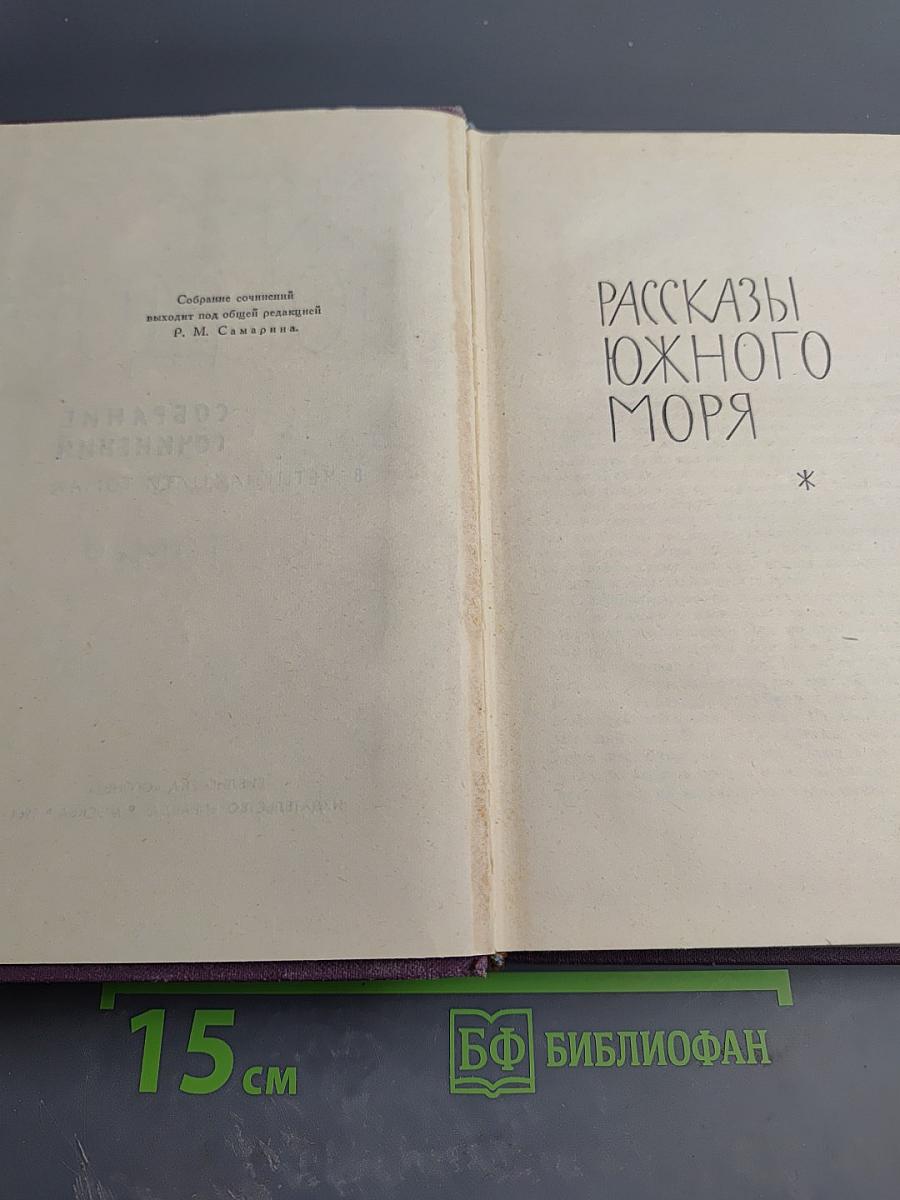 Собрание сочинений
выходит под общей редакцией
Р. М. Самарина.
РАССКАЗЫ
ЮЖНОГО
МОРЯ
*
15 см
БФ БИБЛИОФАН